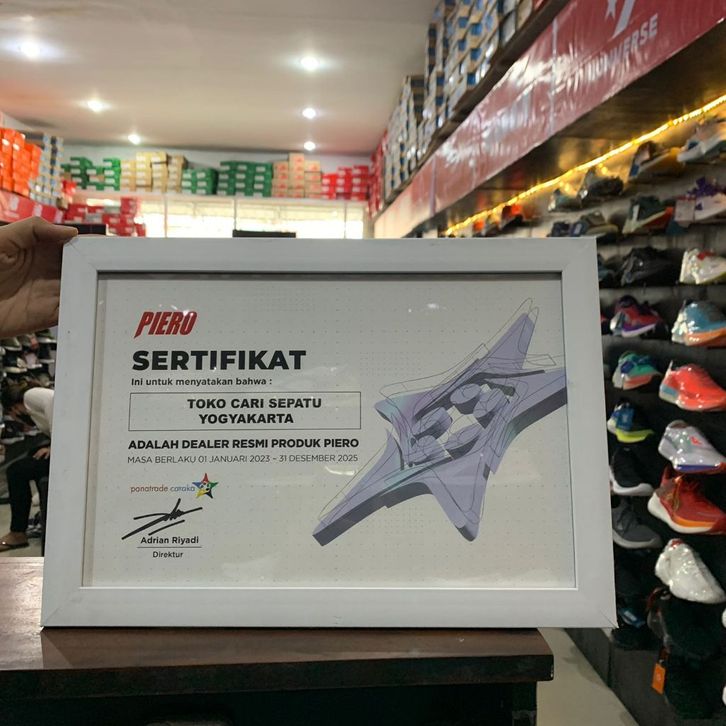 PIERO
SERTIFIKAT
Ini untuk menyatakan bahwa :
TOKO CARI SEPATU
YOGYAKARTA
ADALAH DEALER RESMI PRODUK PIERO
MASA BERLAKU 01 JANUARI 2023 – 31 DESEMBER 2025
panatrade caraka
Adrian Riyadi
Direktur